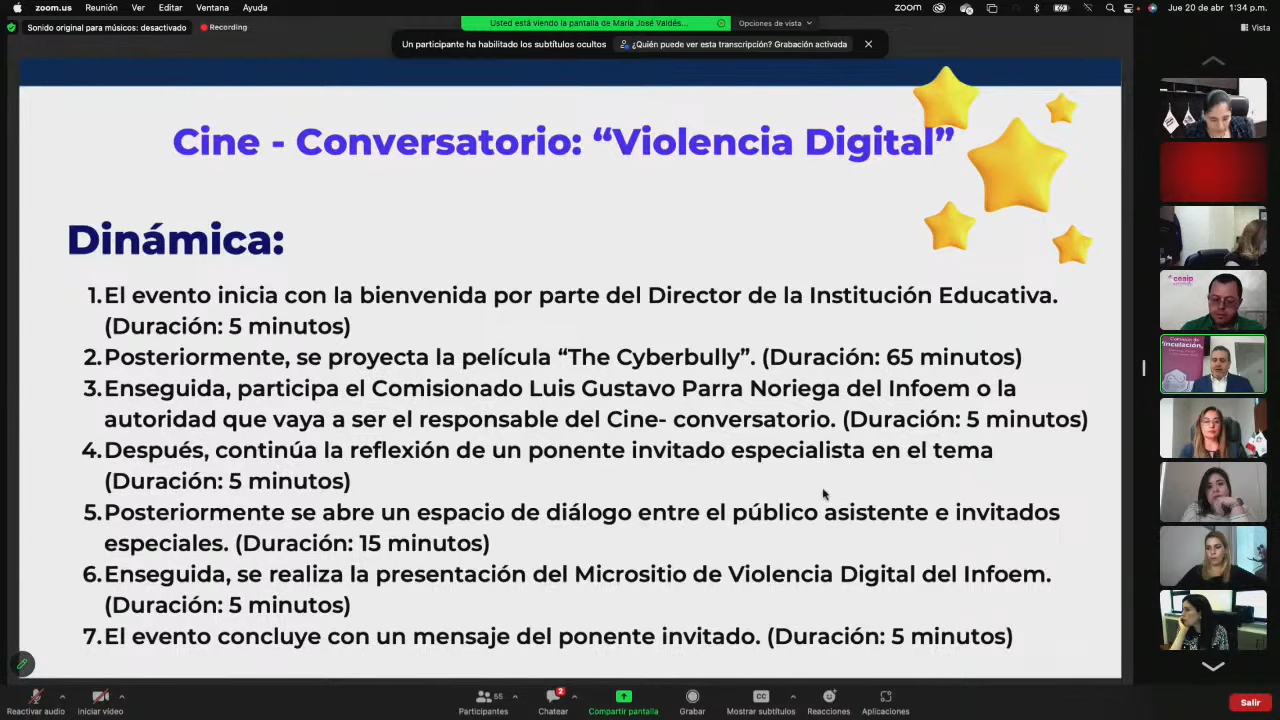 zoom.us Reunión Ver Editar Ventana Ayuda
zoom
Jue 20 de abr 1:34 p.m.
Sonido original para músicos: desactivado
Recording
Usted está viendo la pantalla de María José Valdés...
Opciones de vista
Vista
Un participante ha habilitado los subtítulos ocultos
¿Quién puede ver esta transcripción? Grabación activada
Cine - Conversatorio: “Violencia Digital”
Dinámica:
1. El evento inicia con la bienvenida por parte del Director de la Institución Educativa.
(Duración: 5 minutos)
2. Posteriormente, se proyecta la película “The Cyberbully”. (Duración: 65 minutos)
3. Enseguida, participa el Comisionado Luis Gustavo Parra Noriega del Infoem o la
autoridad que vaya a ser el responsable del Cine- conversatorio. (Duración: 5 minutos)
4. Después, continúa la reflexión de un ponente invitado especialista en el tema
(Duración: 5 minutos)
5. Posteriormente se abre un espacio de diálogo entre el público asistente e invitados
especiales. (Duración: 15 minutos)
6. Enseguida, se realiza la presentación del Micrositio de Violencia Digital del Infoem.
(Duración: 5 minutos)
7. El evento concluye con un mensaje del ponente invitado. (Duración: 5 minutos)
ceaip
Vinculación,
Reactivar audio
Iniciar vídeo
55
Participantes
2
Chatear
Compartir pantalla
Grabar
CC
Mostrar subtítulos
Reacciones
Aplicaciones
Salir